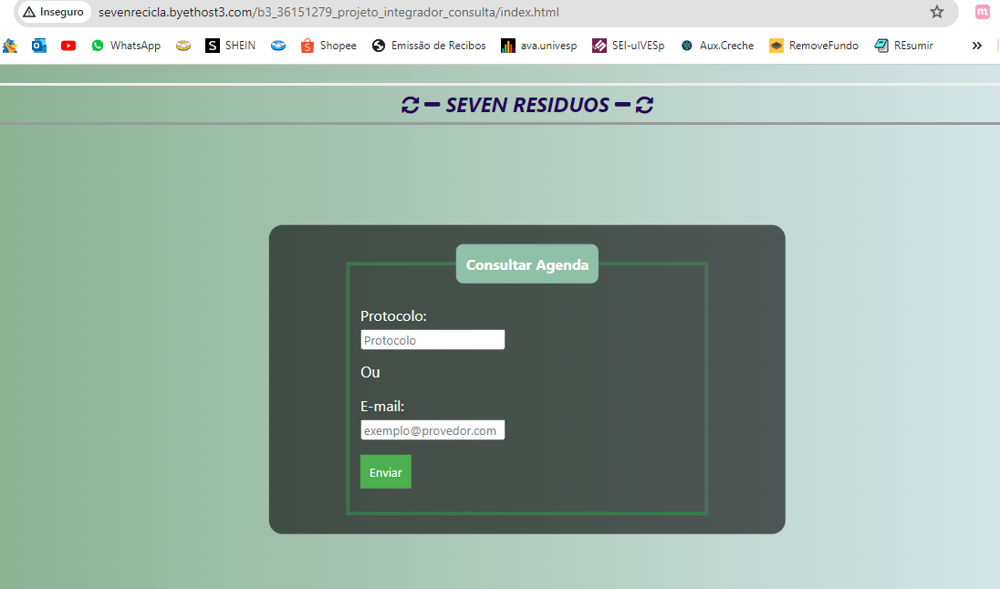 Inseguro sevenrecicla.byethost3.com/b3_36151279_projeto_integrador_consulta/index.html
m
WhatsApp S SHEIN Shopee Emissão de Recibos ava.univesp SEI-uIVESp Aux.Creche RemoveFundo REsumir »
SEVEN RESIDUOS
Consultar Agenda
Protocolo:
Protocolo
Ou
E-mail:
exemplo@provedor.com
Enviar